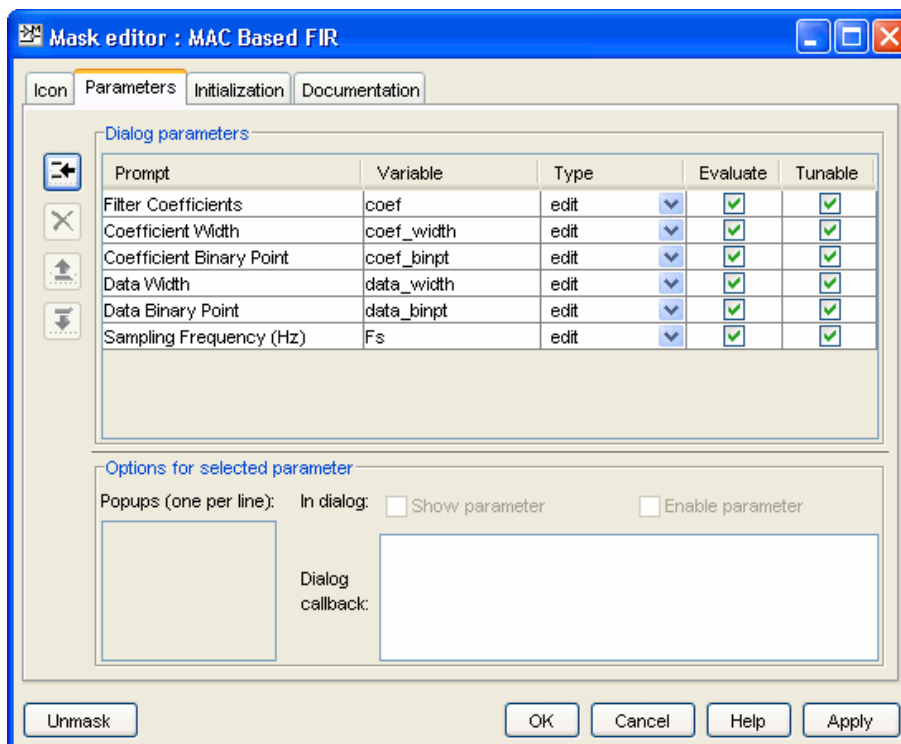 Mask editor : MAC Based FIR
Icon Parameters Initialization Documentation
Dialog parameters
Prompt Variable Type Evaluate Tunable
Filter Coefficients coef edit
Coefficient Width coef_width edit
Coefficient Binary Point coef_binpt edit
Data Width data_width edit
Data Binary Point data_binpt edit
Sampling Frequency (Hz) Fs edit
Options for selected parameter
Popups (one per line): In dialog: Show parameter Enable parameter
Dialog
callback:
Unmask OK Cancel Help Apply